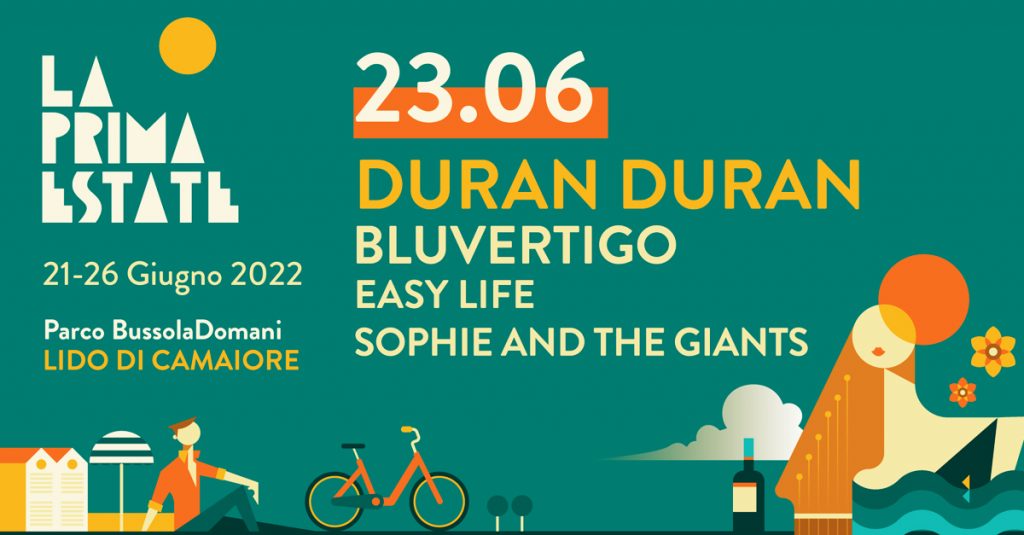 LA
PRIMA
ESTATE
21-26 Giugno 2022
Parco BussolaDomani
LIDO DI CAMAIORE
23.06
DURAN DURAN
BLUVERTIGO
EASY LIFE
SOPHIE AND THE GIANTS